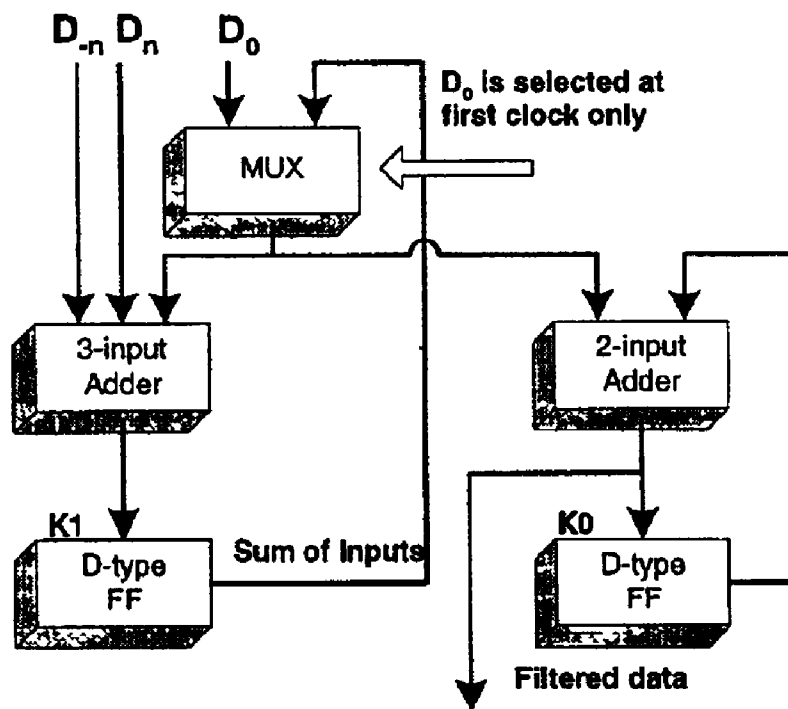 D-n Dn D0
D0 is selected at
first clock only
MUX
3-input
Adder
2-input
Adder
K1
D-type
FF
Sum of Inputs
K0
D-type
FF
Filtered data